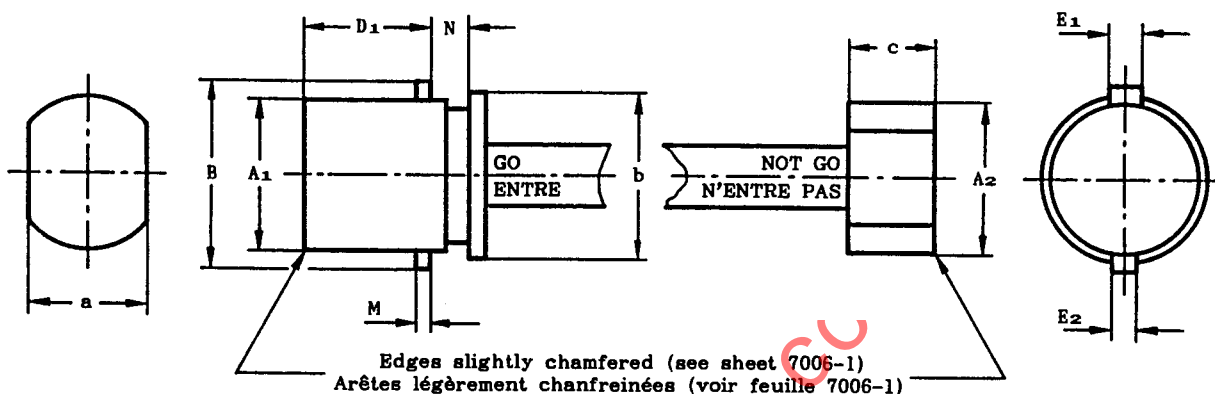 D1 N
E1
c
B A1
GO
ENTRE
b
NOT GO
N'ENTRE PAS
A2
a
M
E2
Edges slightly chamfered (see sheet 7006-1)
Arêtes légèrement chanfreinées (voir feuille 7006-1)